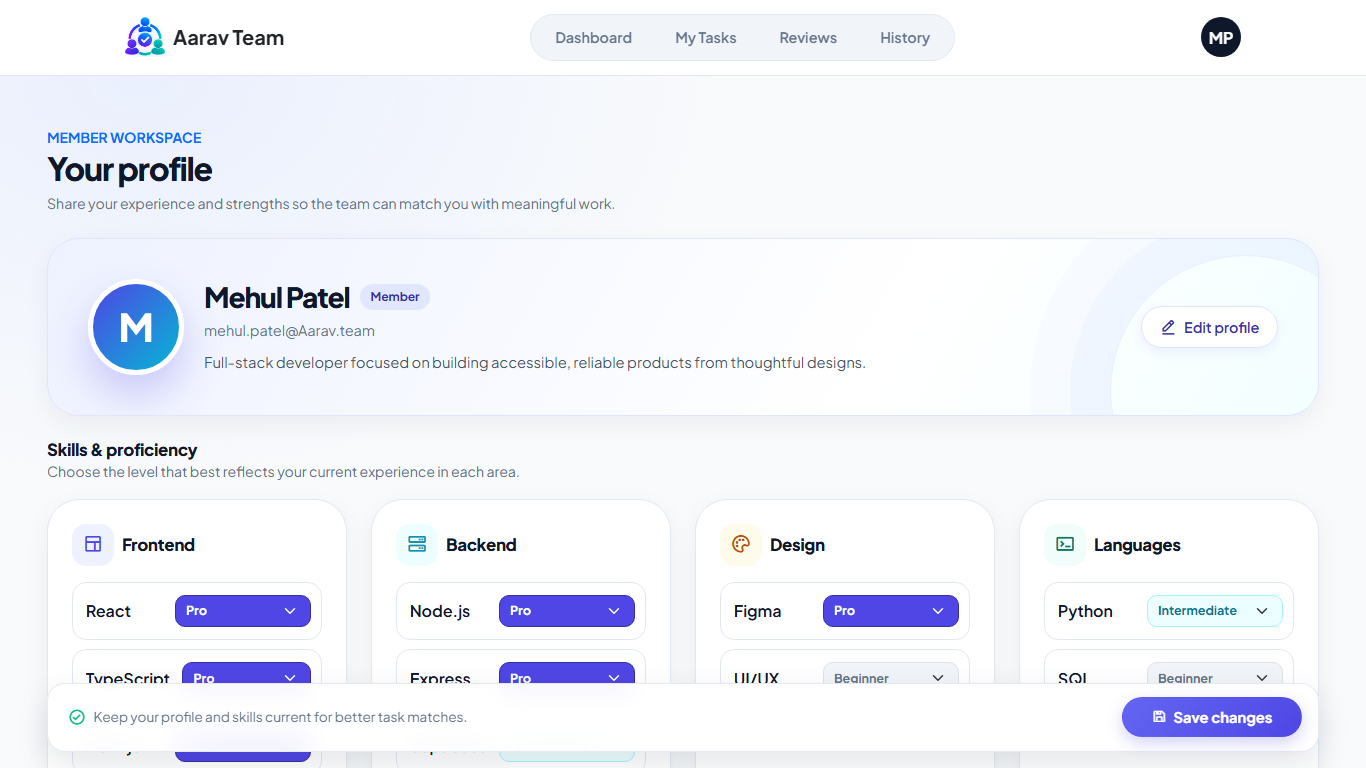 Aarav Team
Dashboard
My Tasks
Reviews
History
MP
MEMBER WORKSPACE
Your profile
Share your experience and strengths so the team can match you with meaningful work.
M
Mehul Patel
Member
mehul.patel@Aarav.team
Full-stack developer focused on building accessible, reliable products from thoughtful designs.
Edit profile
Skills & proficiency
Choose the level that best reflects your current experience in each area.
Frontend
Backend
Design
Languages
React
Pro
Node.js
Pro
Figma
Pro
Python
Intermediate
TypeScript
Pro
Express
Pro
UI/UX
Beginner
SQL
Beginner
Keep your profile and skills current for better task matches.
Save changes